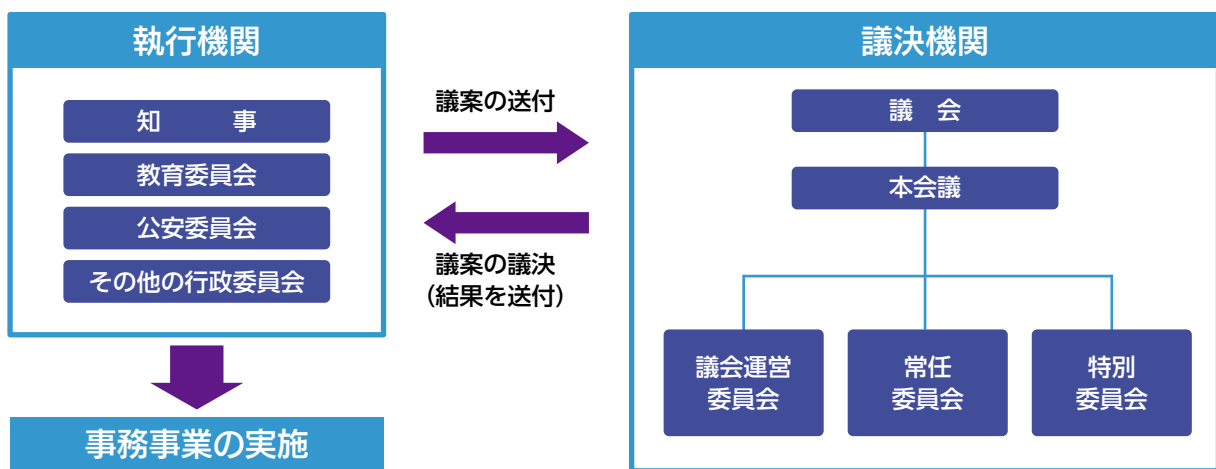 執行機関
知　事
教育委員会
公安委員会
その他の行政委員会
事務事業の実施
議案の送付
議案の議決
(結果を送付)
議決機関
議　会
本会議
議会運営
委員会
常任
委員会
特別
委員会